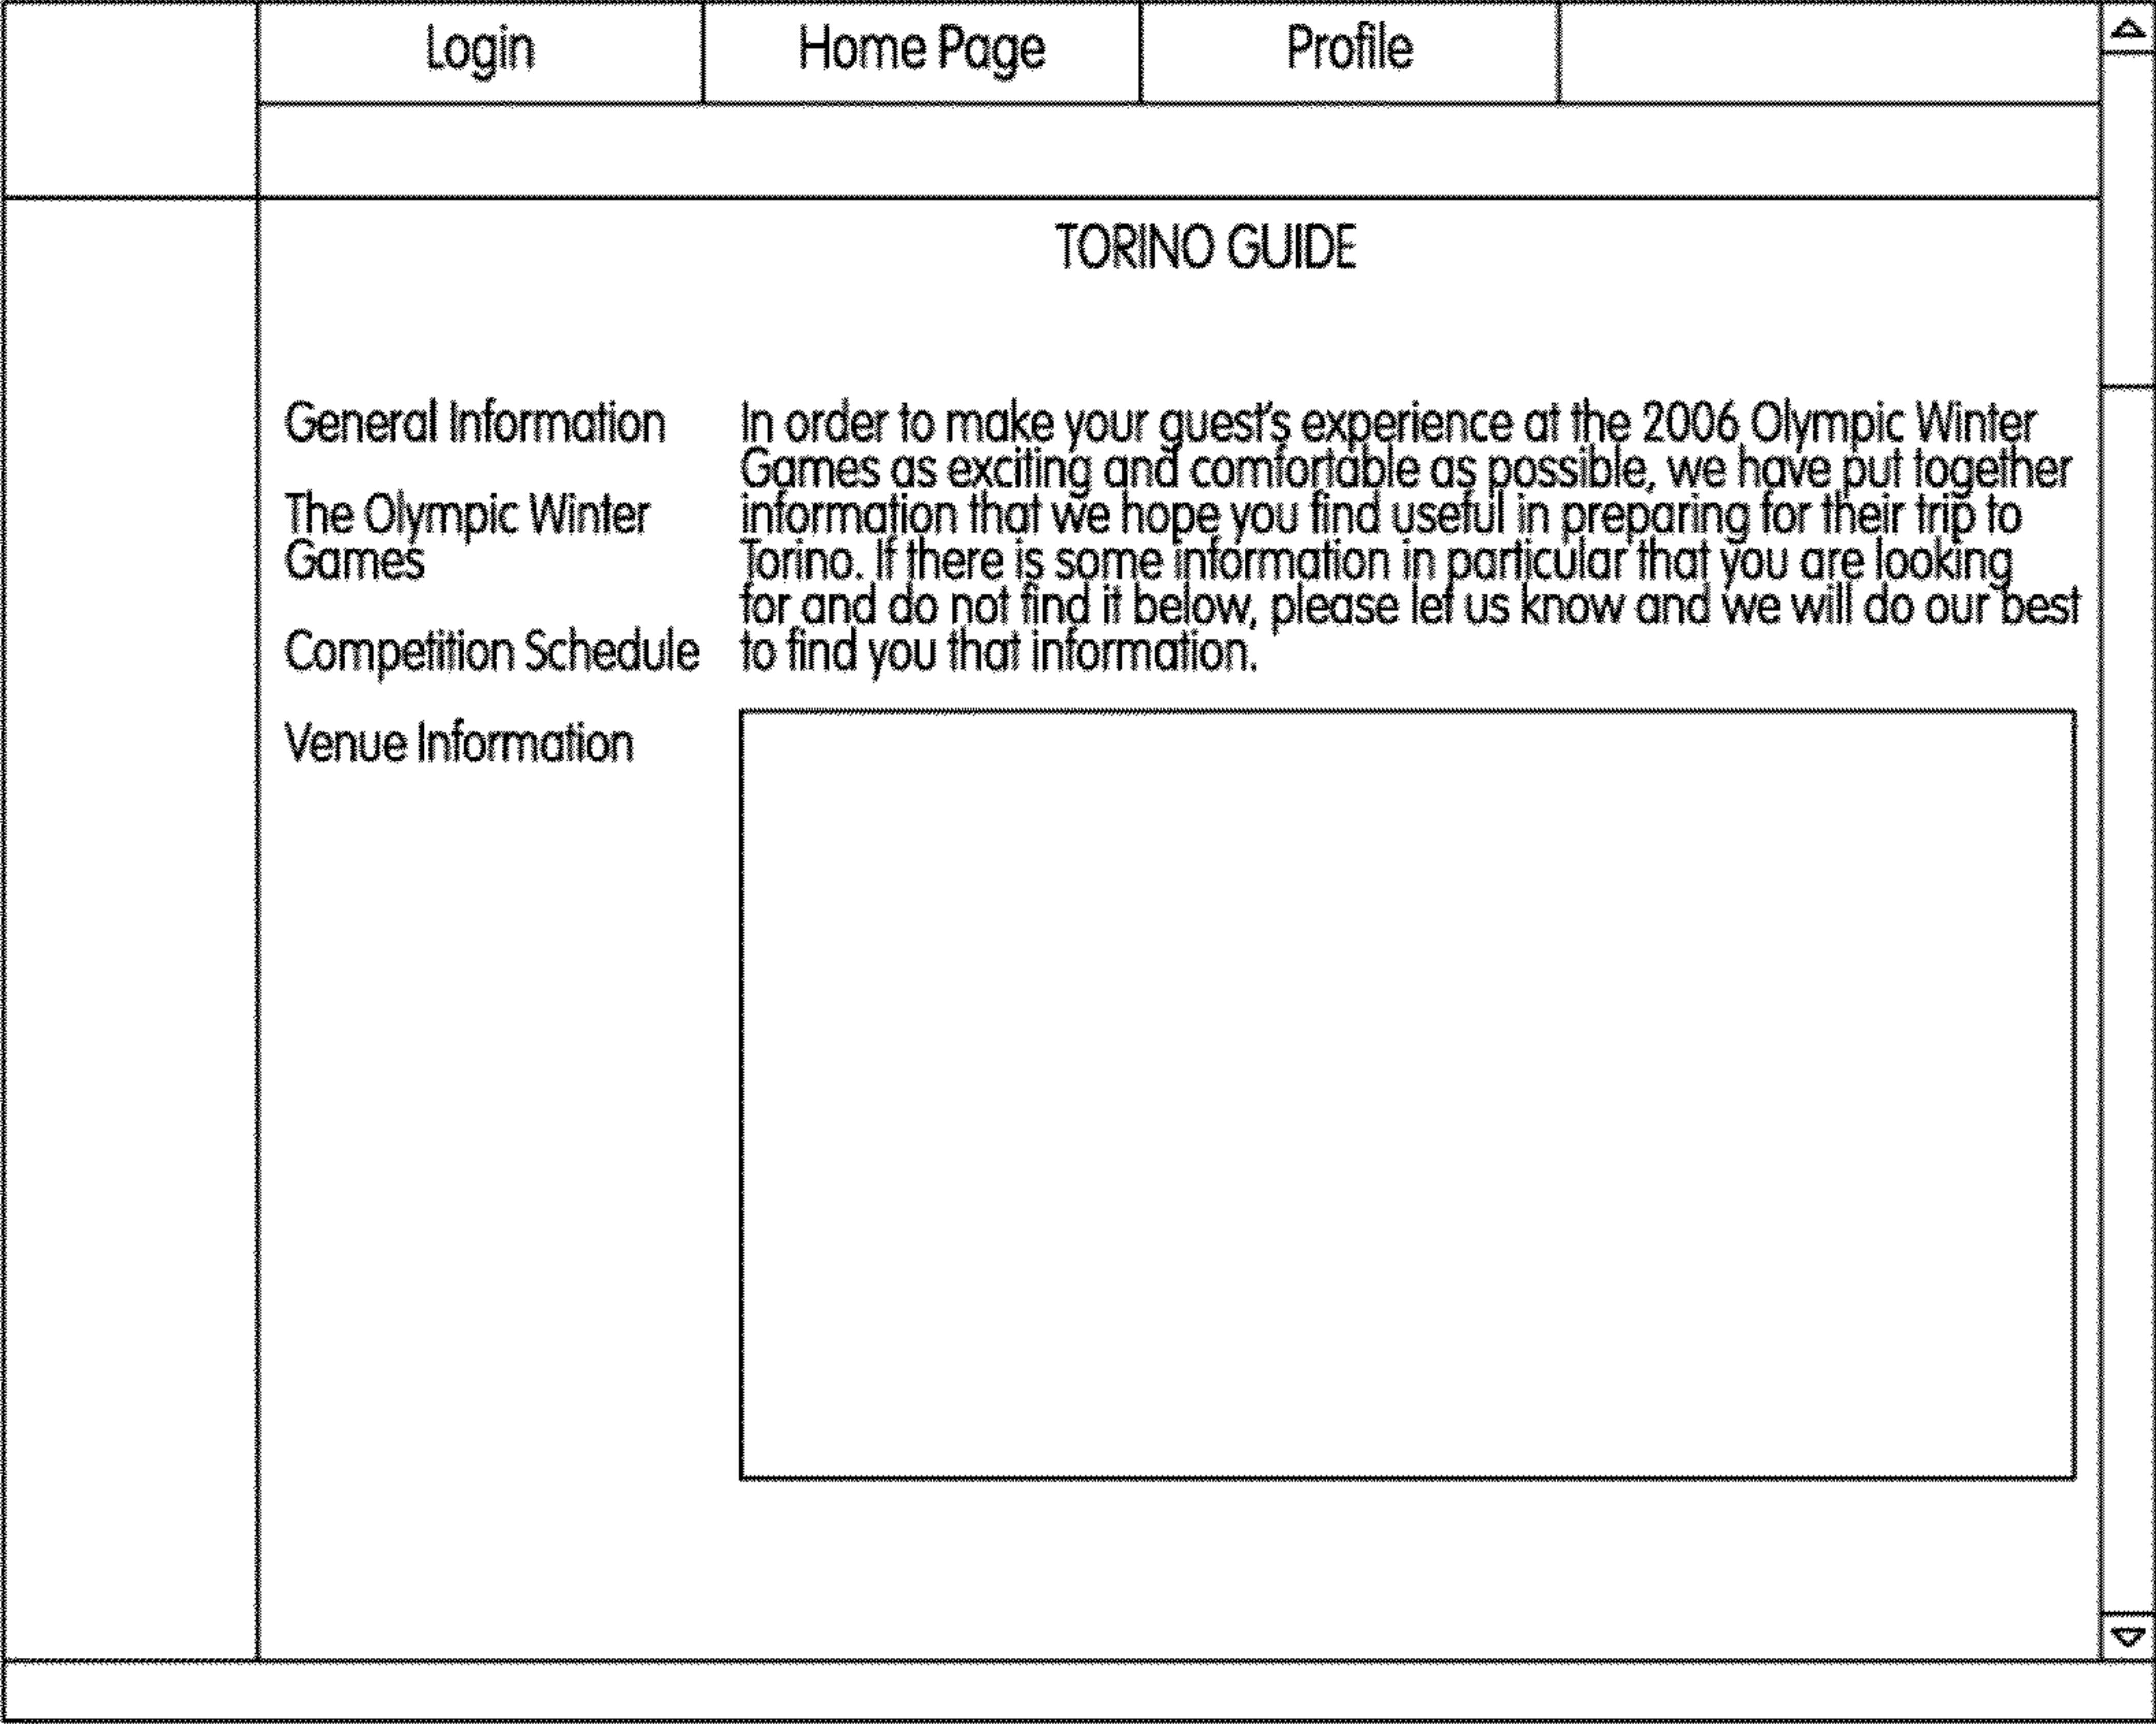 Login
Home Page
Profile
TORINO GUIDE
General Information
The Olympic Winter
Games
Competition Schedule
Venue Information
In order to make your guest's experience at the 2006 Olympic Winter
Games as exciting and comfortable as possible, we have put together
information that we hope you find useful in preparing for their trip to
Torino. If there is some information in particular that you are looking
for and do not find it below, please let us know and we will do our best
to find you that information.